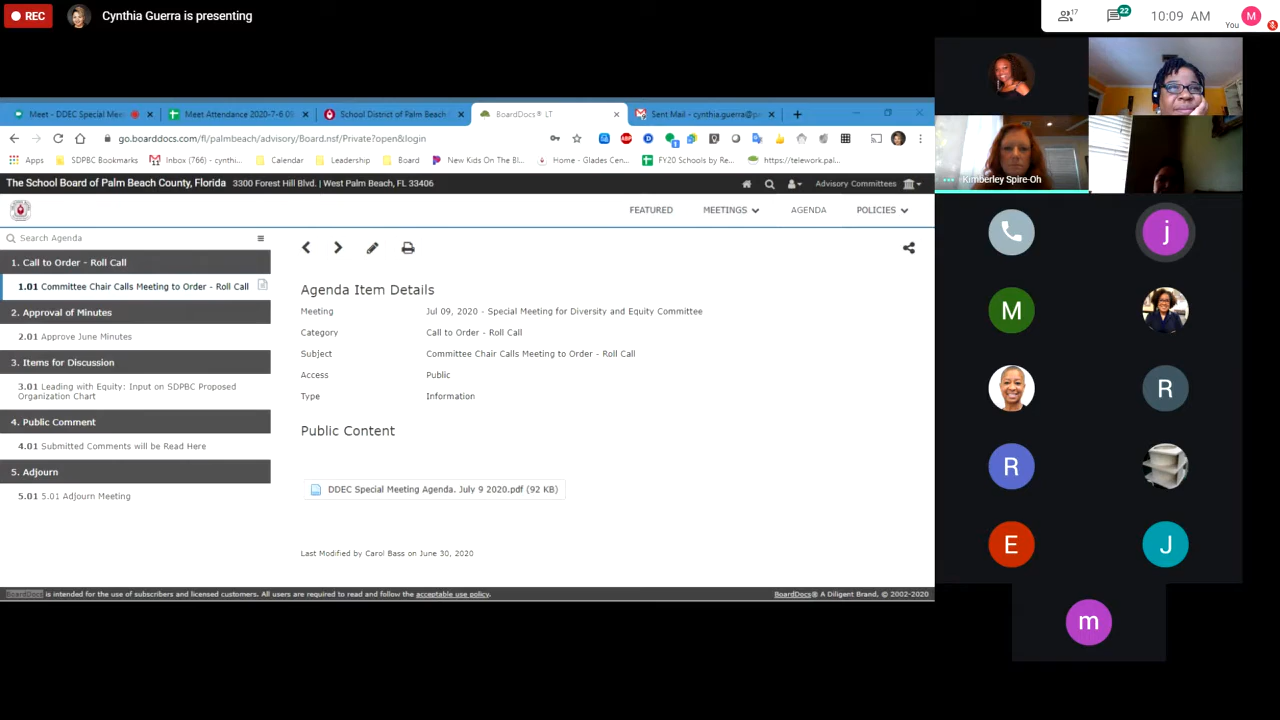 REC
Cynthia Guerra is presenting
17
22
10:09 AM
You
M
Meet - DDEC Special Mee
Meet Attendance 2020-7-6 09
School District of Palm Beach
BoardDocs® LT
Sent Mail - cynthia.guerra@p
go.boarddocs.com/fl/palmbeach/advisory/Board.nsf/Private?open&login
Apps
SDPBC Bookmarks
Inbox (766) - cynthi...
Calendar
Leadership
Board
New Kids On The Bl...
Home - Glades Cen...
FY20 Schools by Re...
https://telework.pal...
The School Board of Palm Beach County, Florida
3300 Forest Hill Blvd. | West Palm Beach, FL 33406
Advisory Committees
FEATURED
MEETINGS
AGENDA
POLICIES
Search Agenda
1. Call to Order - Roll Call
1.01 Committee Chair Calls Meeting to Order - Roll Call
2. Approval of Minutes
2.01 Approve June Minutes
3. Items for Discussion
3.01 Leading with Equity: Input on SDPBC Proposed
Organization Chart
4. Public Comment
4.01 Submitted Comments will be Read Here
5. Adjourn
5.01 5.01 Adjourn Meeting
Agenda Item Details
Meeting Jul 09, 2020 - Special Meeting for Diversity and Equity Committee
Category Call to Order - Roll Call
Subject Committee Chair Calls Meeting to Order - Roll Call
Access Public
Type Information
Public Content
DDEC Special Meeting Agenda. July 9 2020.pdf (92 KB)
Last Modified by Carol Bass on June 30, 2020
BoardDocs is intended for the use of subscribers and licensed customers. All users are required to read and follow the acceptable use policy.
BoardDocs® A Diligent Brand, © 2002-2020
Kimberley Spire-Oh
j
M
R
R
E
J
m